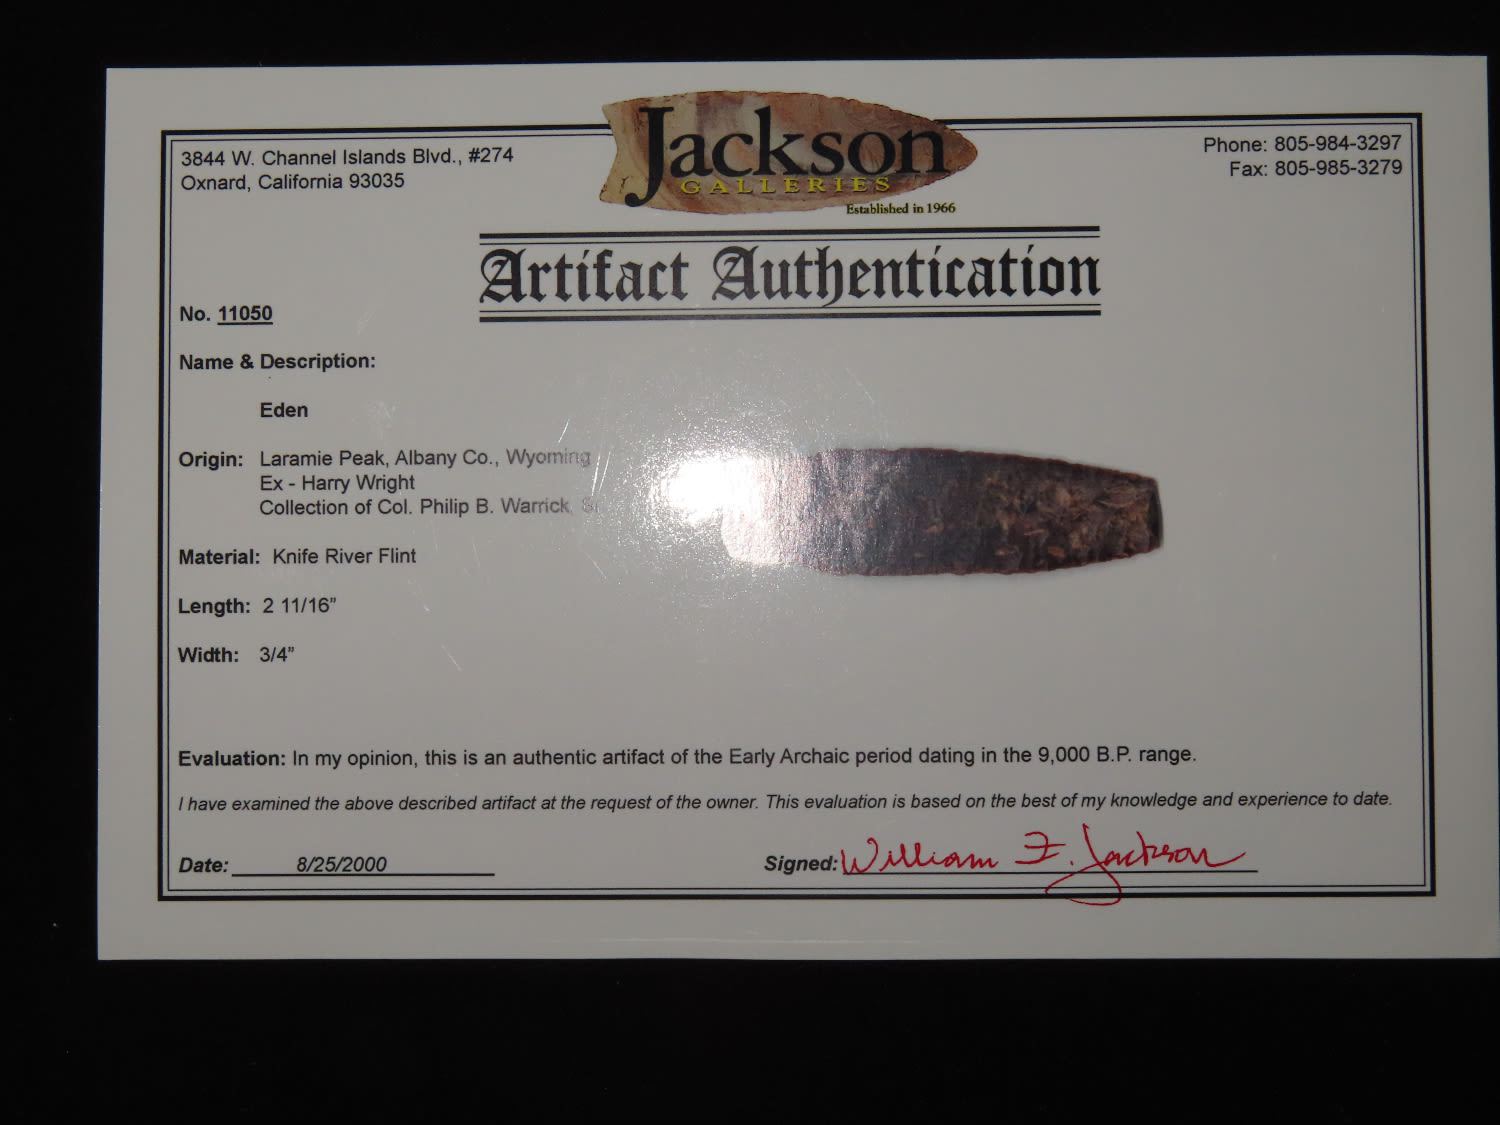 3844 W. Channel Islands Blvd., #274
Oxnard, California 93035
Jackson
GALLERIES
Established in 1966
Phone: 805-984-3297
Fax: 805-985-3279
Artifact Authentication
No. 11050
Name & Description:
Eden
Origin: Laramie Peak, Albany Co., Wyoming
Ex - Harry Wright
Collection of Col. Philip B. Warrick,
Material: Knife River Flint
Length: 2 11/16”
Width: 3/4”
Evaluation: In my opinion, this is an authentic artifact of the Early Archaic period dating in the 9,000 B.P. range.
I have examined the above described artifact at the request of the owner. This evaluation is based on the best of my knowledge and experience to date.
Date: 8/25/2000
Signed: William F. Jackson